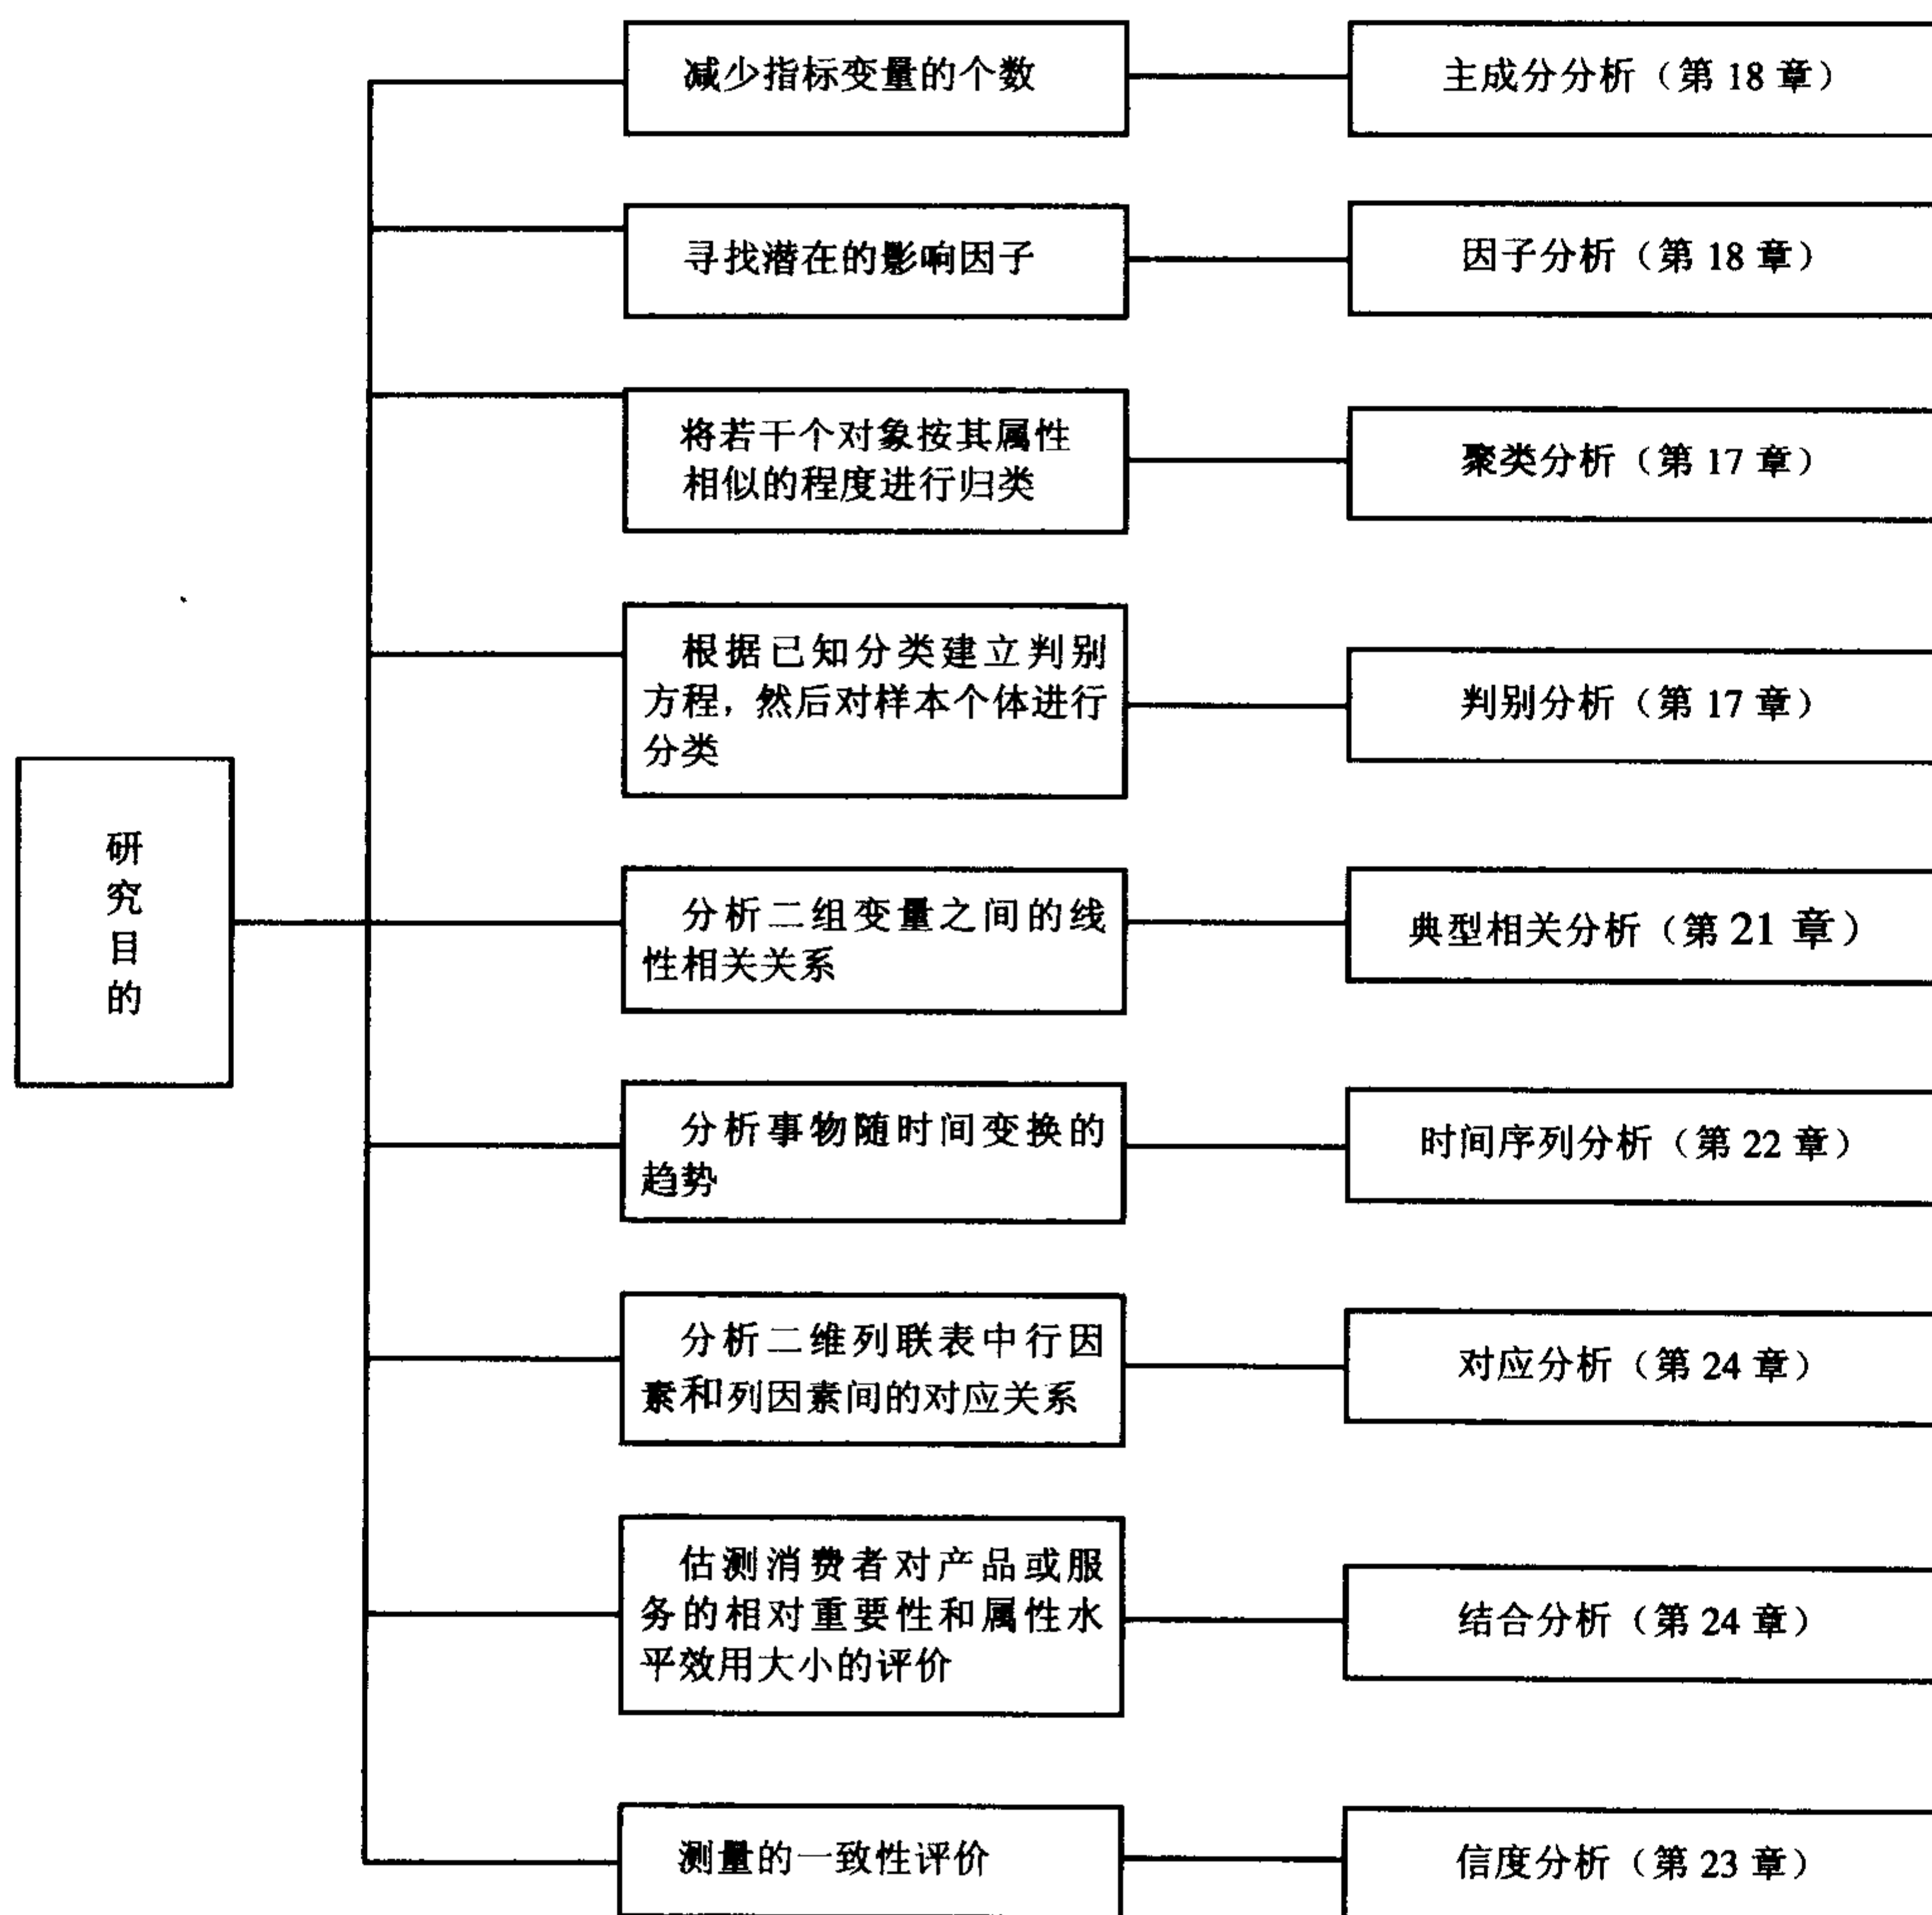 减少指标变量的个数
主成分分析（第 18 章）
寻找潜在的影响因子
因子分析（第 18 章）
将若干个对象按其属性
相似的程度进行归类
聚类分析（第 17 章）
根据已知分类建立判别
方程，然后对样本个体进行
分类
判别分析（第 17 章）
研
究
目
的
分析二组变量之间的线
性相关关系
典型相关分析（第 21 章）
分析事物随时间变换的
趋势
时间序列分析（第 22 章）
分析二维列联表中行因
素和列因素间的对应关系
对应分析（第 24 章）
估测消费者对产品或服
务的相对重要性和属性水
平效用大小的评价
结合分析（第 24 章）
测量的一致性评价
信度分析（第 23 章）